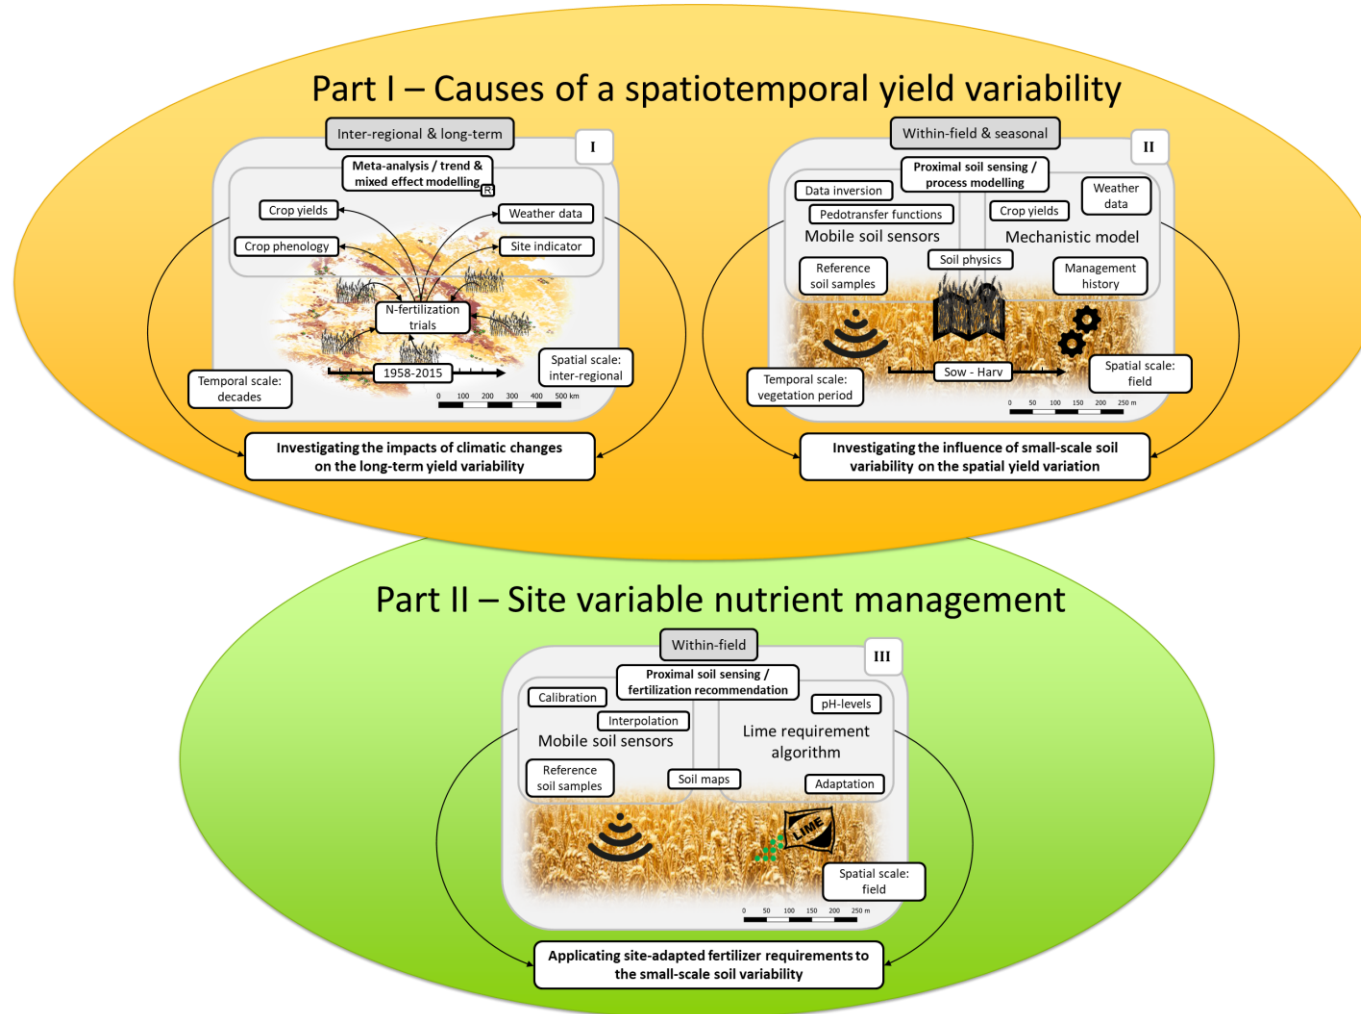 Part I – Causes of a spatiotemporal yield variability
Inter-regional & long-term
I
Meta-analysis / trend &
mixed effect modelling
R
Crop yields
Weather data
Crop phenology
Site indicator
N-fertilization
trials
1958-2015
Temporal scale:
decades
Spatial scale:
inter-regional
0 100 200 300 400 500 km
Investigating the impacts of climatic changes
on the long-term yield variability
Within-field & seasonal
II
Proximal soil sensing /
process modelling
Data inversion
Pedotransfer functions
Mobile soil sensors
Reference
soil samples
Soil physics
Crop yields
Weather
data
Mechanistic model
Management
history
Sow - Harv
Temporal scale:
vegetation period
Spatial scale:
field
0 50 100 150 200 250 m
Investigating the influence of small-scale soil
variability on the spatial yield variation
Part II – Site variable nutrient management
Within-field
III
Proximal soil sensing /
fertilization recommendation
Calibration
Interpolation
Mobile soil sensors
Reference
soil samples
Soil maps
pH-levels
Lime requirement
algorithm
Adaptation
LIME
Spatial scale:
field
0 50 100 150 200 250 m
Applicating site-adapted fertilizer requirements to
the small-scale soil variability